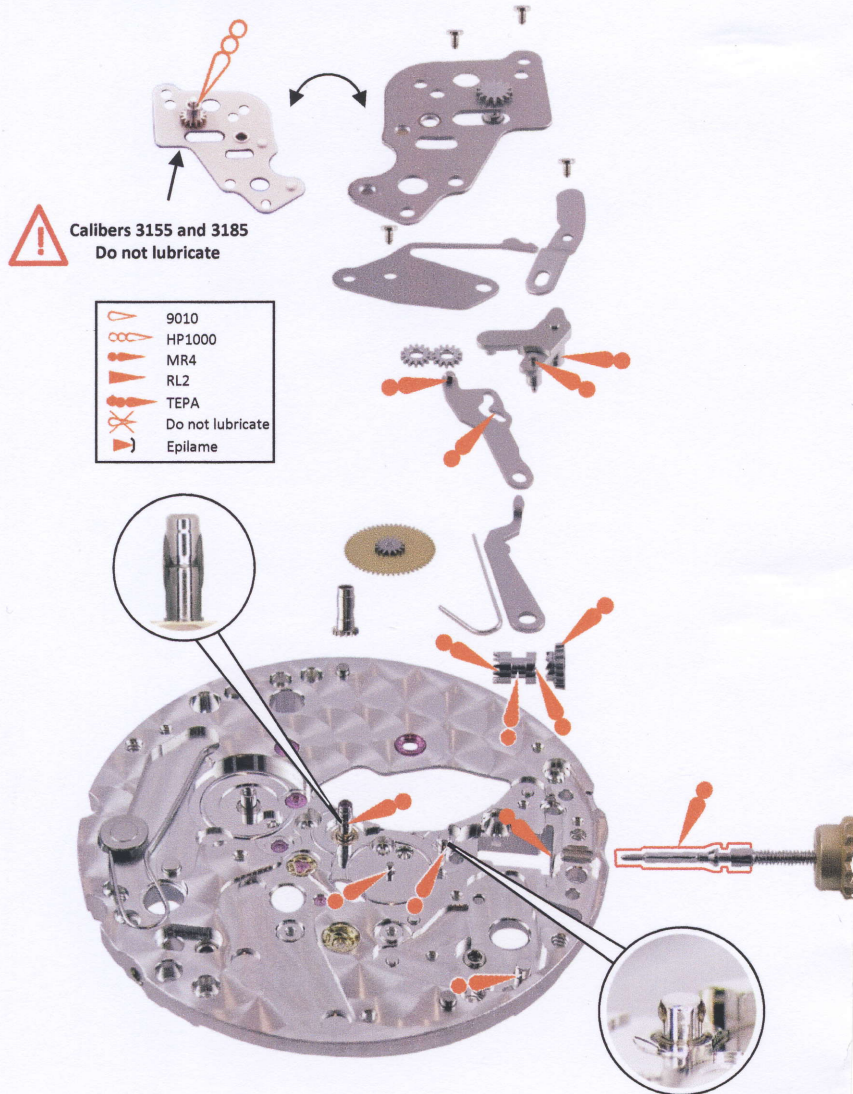 Calibers 3155 and 3185
Do not lubricate
9010
HP1000
MR4
RL2
TEPA
Do not lubricate
Epilame